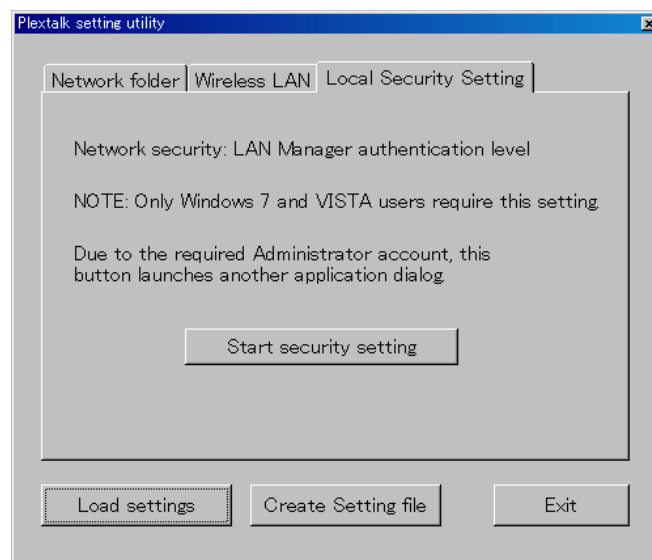 Plextalk setting utility
Network folder Wireless LAN Local Security Setting
Network security: LAN Manager authentication level
NOTE: Only Windows 7 and VISTA users require this setting.
Due to the required Administrator account, this
button launches another application dialog.
Start security setting
Load settings Create Setting file Exit